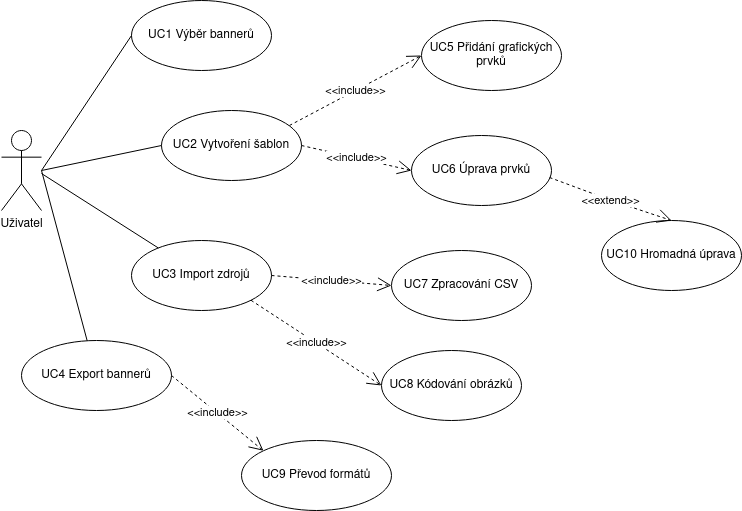 UC1 Výběr bannerů
UC5 Přidání grafických
prvků
<<include>>
UC2 Vytvoření šablon
<<include>>
UC6 Úprava prvků
<<extend>>
Uživatel
UC10 Hromadná úprava
UC3 Import zdrojů
<<include>>
UC7 Zpracování CSV
<<include>>
UC4 Export bannerů
UC8 Kódování obrázků
<<include>>
UC9 Převod formátů